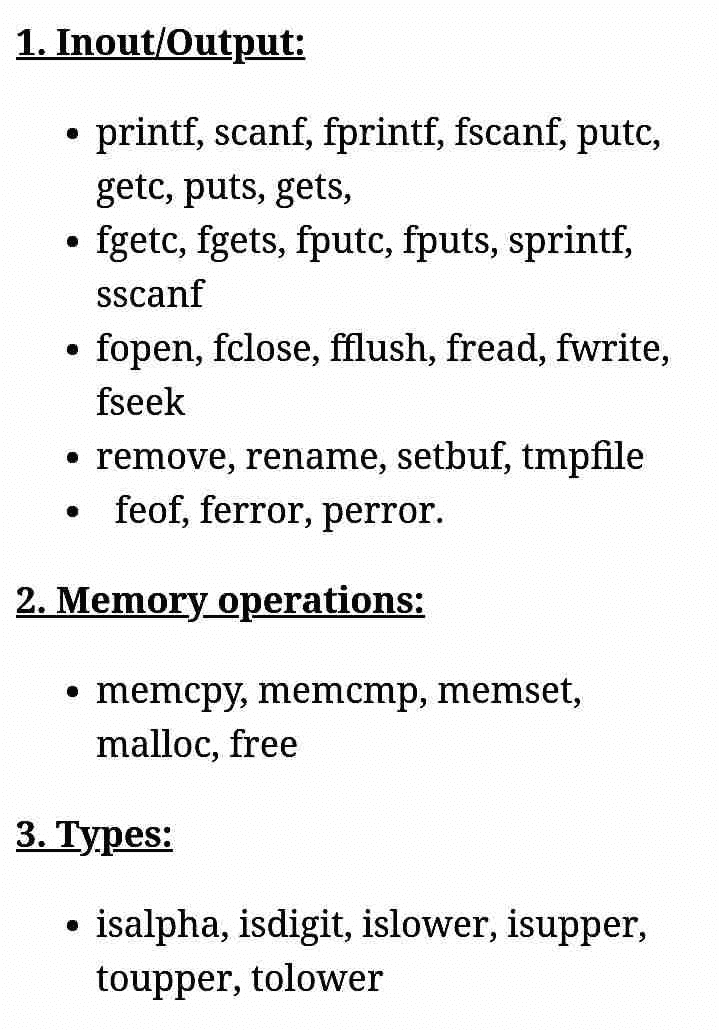 1. Inout/Output:
• printf, scanf, fprintf, fscanf, putc,
getc, puts, gets,
• fgetc, fgets, fputc, fputs, sprintf,
sscanf
• fopen, fclose, fflush, fread, fwrite,
fseek
• remove, rename, setbuf, tmpfile
• feof, ferror, perror.
2. Memory operations:
• memcpy, memcmp, memset,
malloc, free
3. Types:
• isalpha, isdigit, islower, isupper,
toupper, tolower